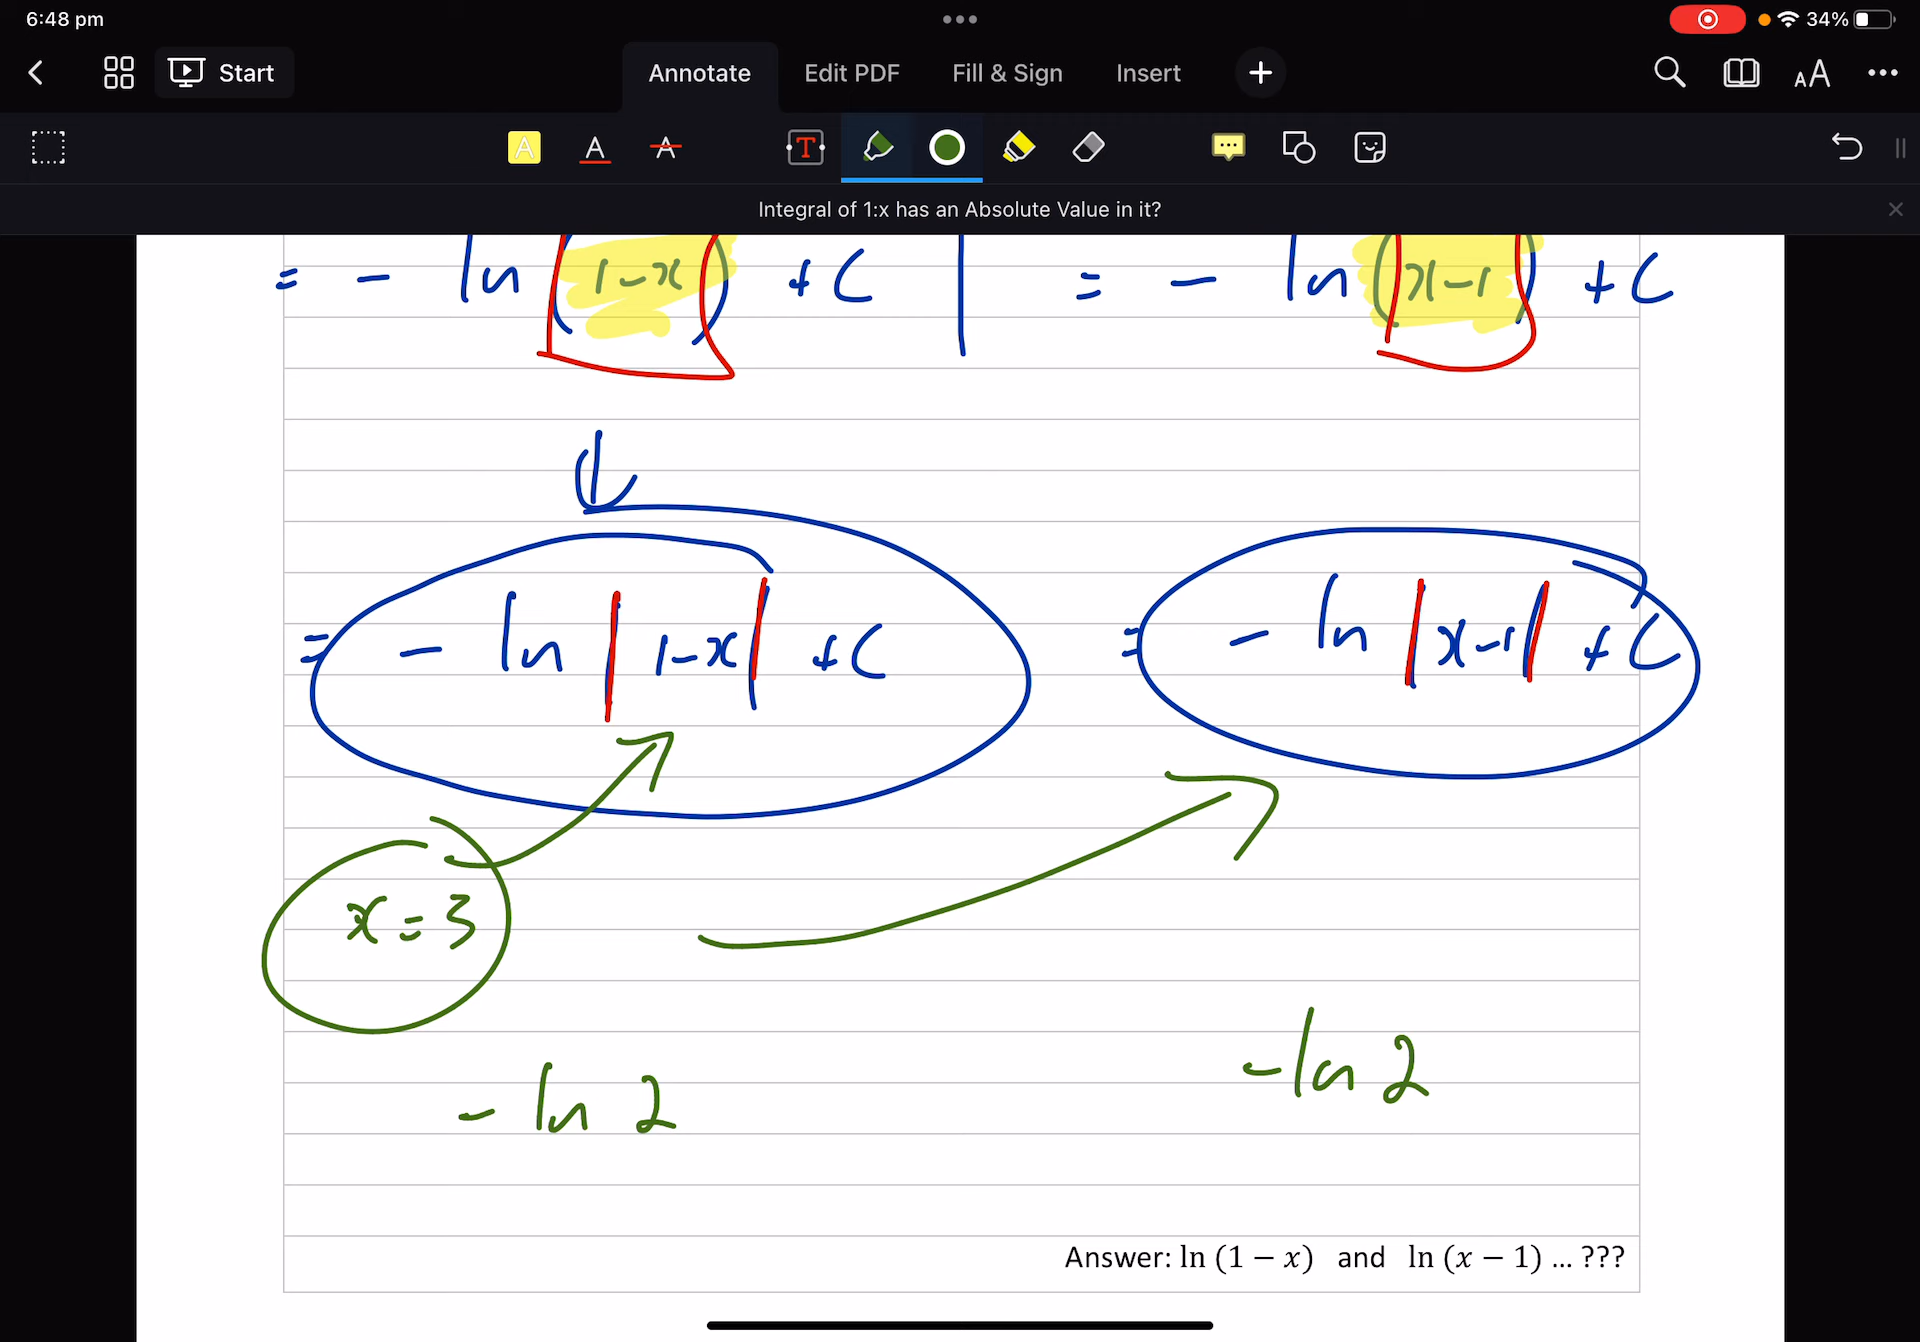 6:48 pm
34%
Start
Annotate
Edit PDF
Fill & Sign
Insert
Integral of 1:x has an Absolute Value in it?
= - ln (1-x) + C
= - ln (x-1) + C
= - ln |1-x| + C
= - ln |x-1| + C
x = 3
- ln 2
- ln 2
Answer: ln (1 − x) and ln (x − 1) ... ???